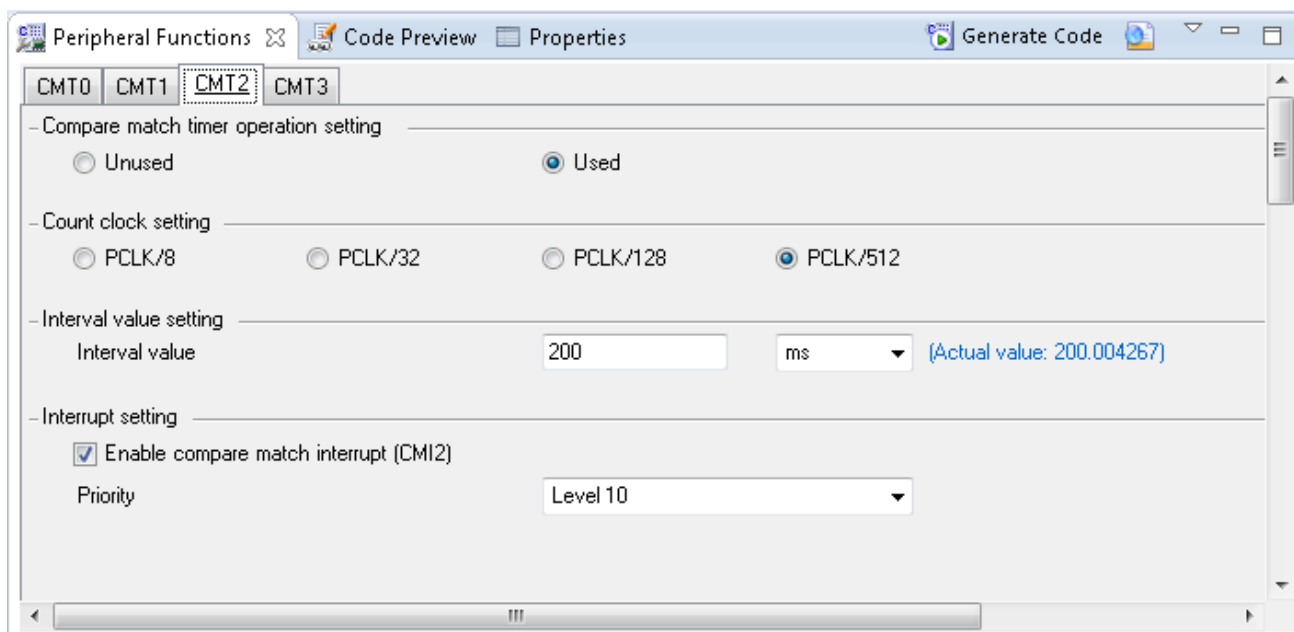 Peripheral Functions Code Preview Properties Generate Code
CMT0 CMT1 CMT2 CMT3
Compare match timer operation setting
Unused Used
Count clock setting
PCLK/8 PCLK/32 PCLK/128 PCLK/512
Interval value setting
Interval value 200 ms (Actual value: 200.004267)
Interrupt setting
Enable compare match interrupt (CMI2)
Priority Level 10